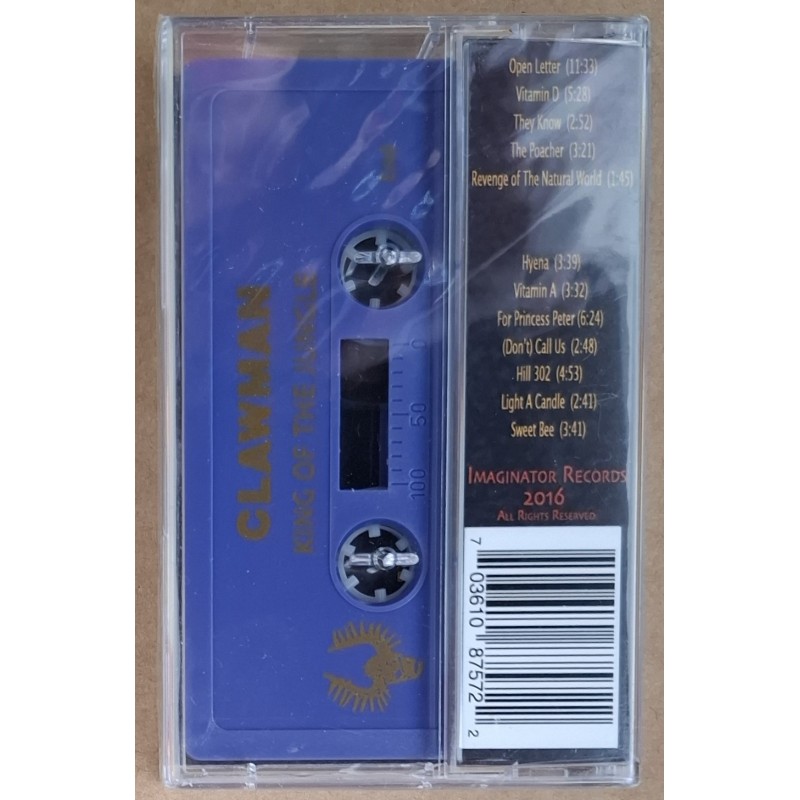 CLAWMAN
KING OF THE JUNGLE
0
50
100
Open Letter (11:33)
Vitamin D (5:28)
They Know (2:52)
The Poacher (3:21)
Revenge of The Natural World (1:45)
Hyena (3:39)
Vitamin A (3:32)
For Princess Peter (6:24)
(Don't) Call Us (2:48)
Hill 302 (4:53)
Light A Candle (2:41)
Sweet Bee (3:41)
IMAGINATOR RECORDS
2016
ALL RIGHTS RESERVED.
7 03610 87572 2